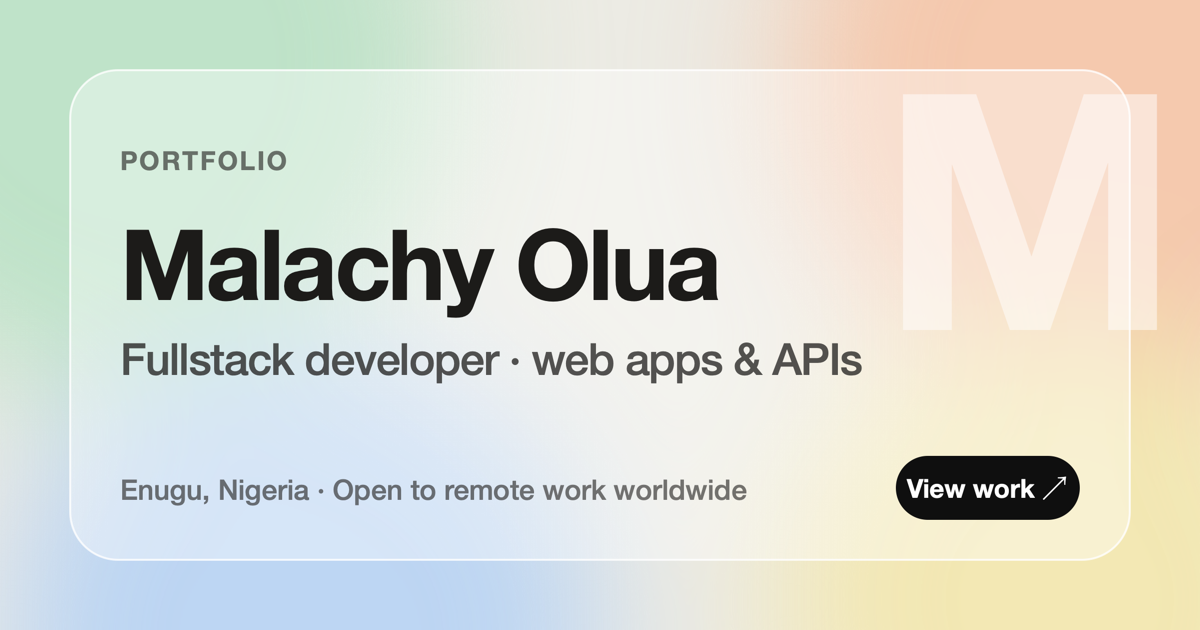 PORTFOLIO
M
Malachy Olua
Fullstack developer · web apps & APIs
Enugu, Nigeria · Open to remote work worldwide
View work ↗